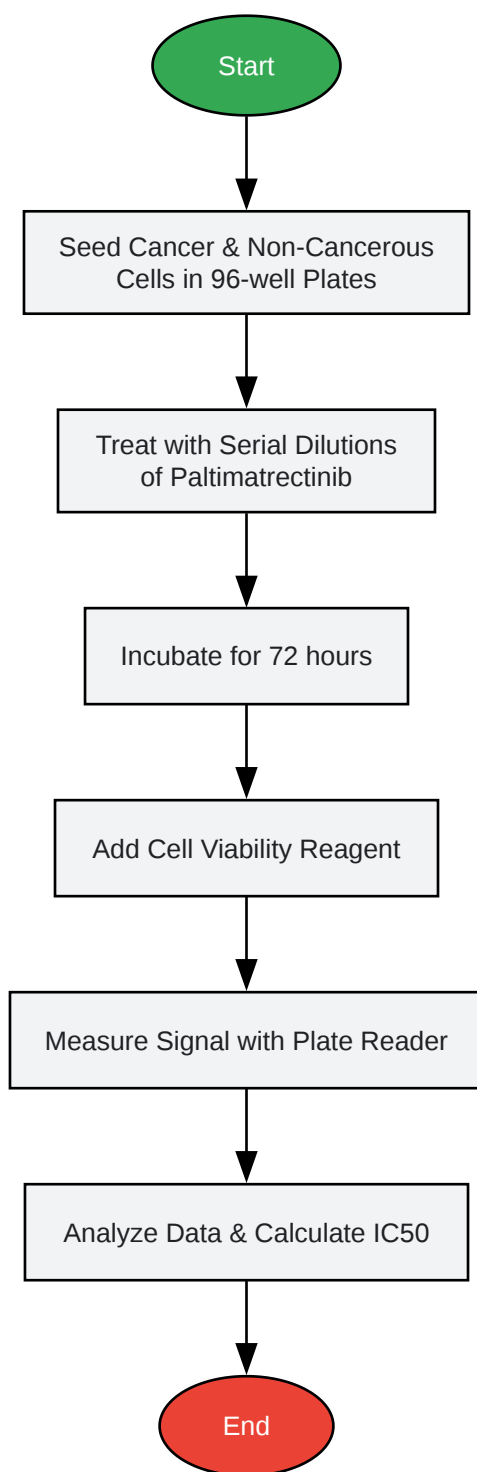 Start
Seed Cancer & Non-Cancerous
Cells in 96-well Plates
Treat with Serial Dilutions
of Paltimatrectinib
Incubate for 72 hours
Add Cell Viability Reagent
Measure Signal with Plate Reader
Analyze Data & Calculate IC50
End